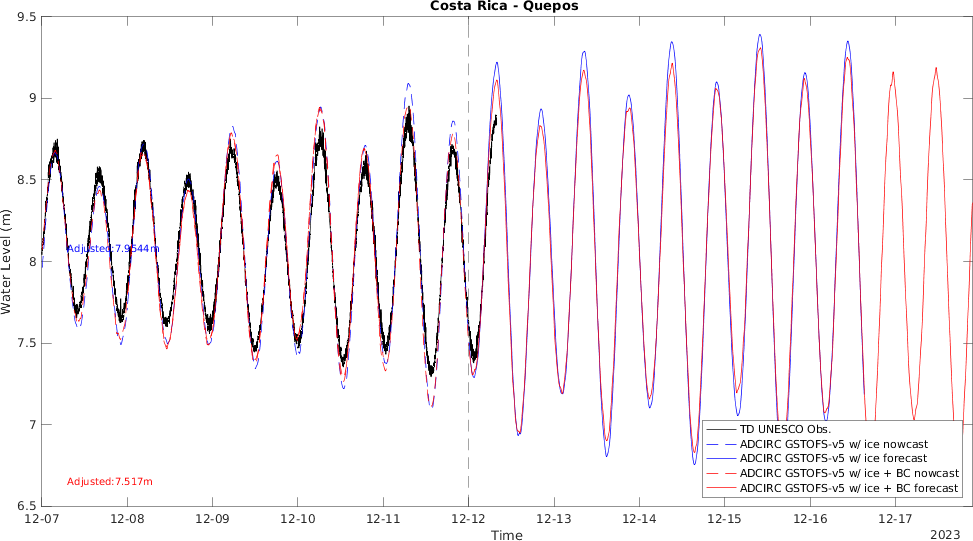 Costa Rica - Quepos
9.5
9
8.5
8
7.5
7
6.5
Water Level (m)
Adjusted:7.9544m
Adjusted:7.517m
TD UNESCO Obs.
ADCIRC GSTOFS-v5 w/ ice nowcast
ADCIRC GSTOFS-v5 w/ ice forecast
ADCIRC GSTOFS-v5 w/ ice + BC nowcast
ADCIRC GSTOFS-v5 w/ ice + BC forecast
12-07 12-08 12-09 12-10 12-11 12-12 12-13 12-14 12-15 12-16 12-17
Time
2023